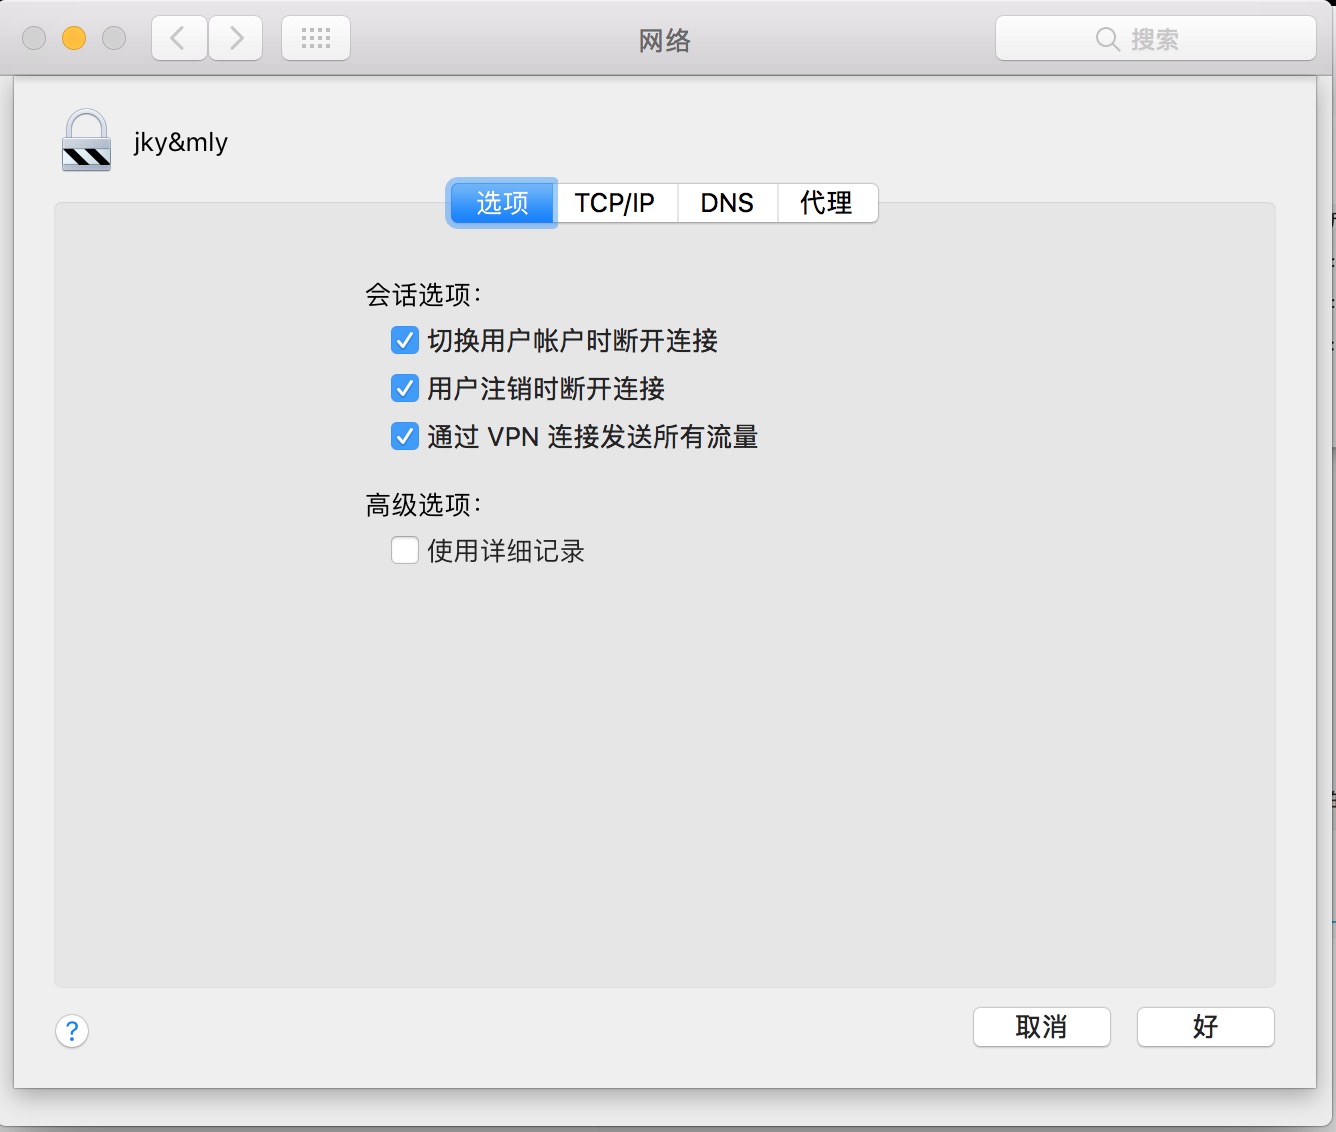 网络
搜索
jky&mly
选项 TCP/IP DNS 代理
会话选项：
切换用户帐户时断开连接
用户注销时断开连接
通过 VPN 连接发送所有流量
高级选项：
使用详细记录
?
取消 好